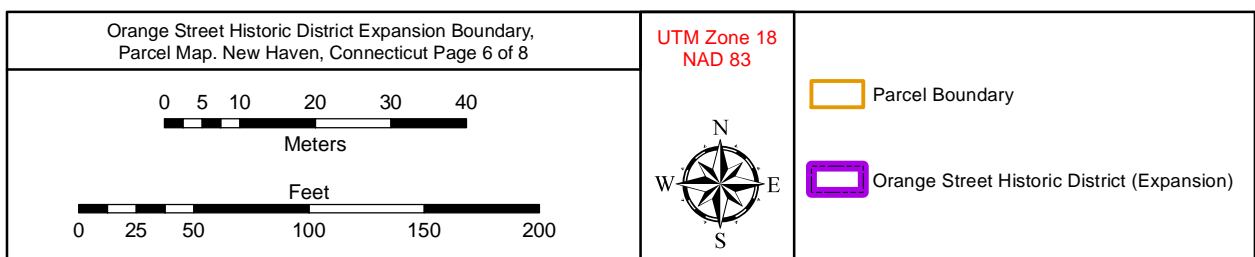 Orange Street Historic District Expansion Boundary,
Parcel Map. New Haven, Connecticut Page 6 of 8
0 5 10 20 30 40
Meters
Feet
0 25 50 100 150 200
UTM Zone 18
NAD 83
N
W E
S
Parcel Boundary
Orange Street Historic District (Expansion)